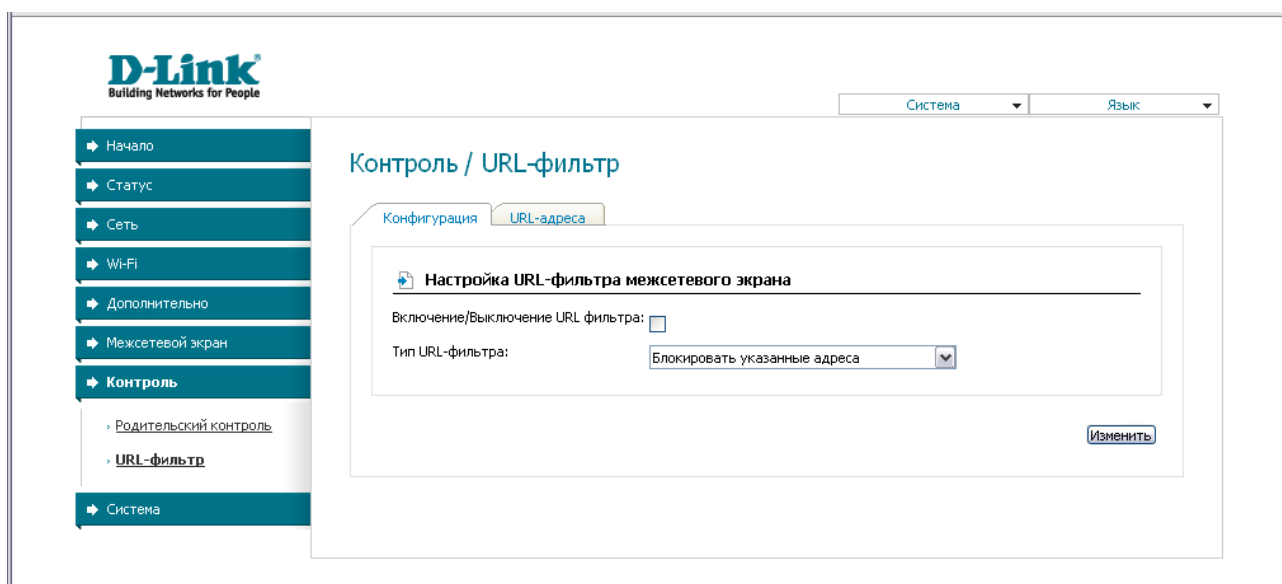 D-Link
Building Networks for People
Система
Язык
Начало
Статус
Сеть
Wi-Fi
Дополнительно
Межсетевой экран
Контроль
Родительский контроль
URL-фильтр
Система
Контроль / URL-фильтр
Конфигурация
URL-адреса
Настройка URL-фильтра межсетевого экрана
Включение/Выключение URL фильтра:
Тип URL-фильтра:
Блокировать указанные адреса
Изменить